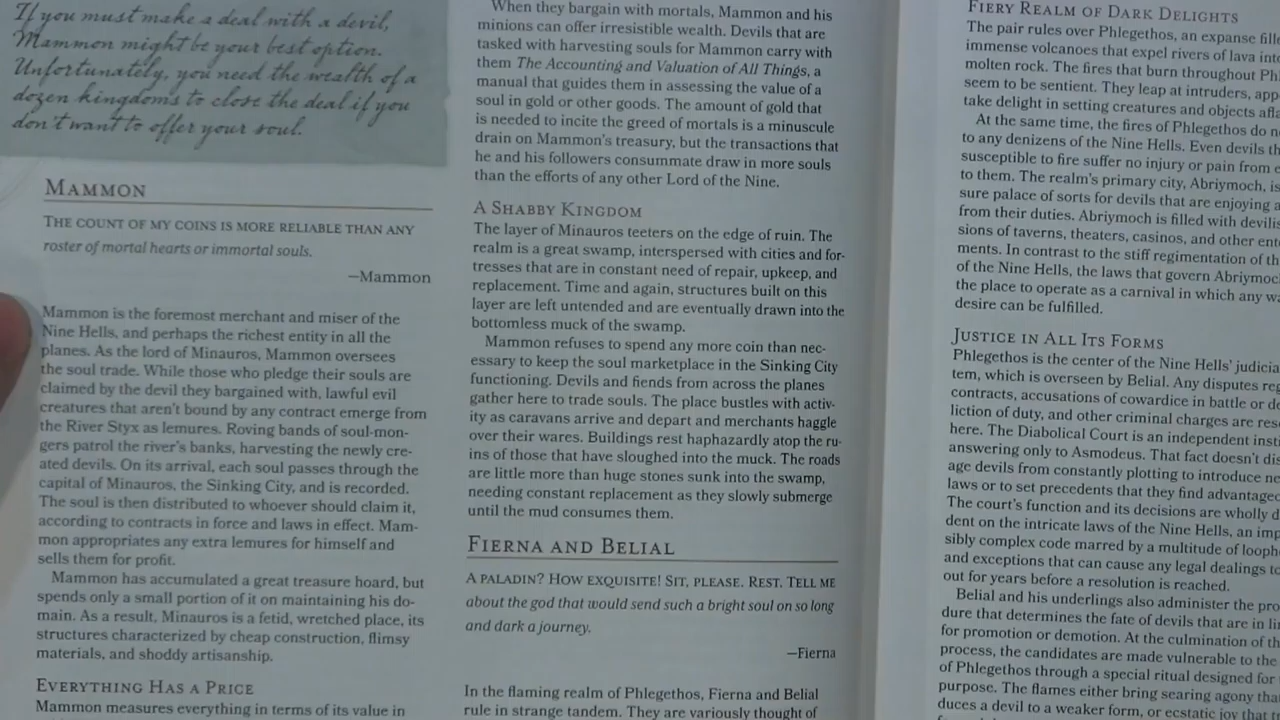 If you must make a deal with a devil,
Mammon might be your best option.
Unfortunately, you need the wealth of a
dozen kingdoms to close the deal if you
don't want to offer your soul.
MAMMON
THE COUNT OF MY COINS IS MORE RELIABLE THAN ANY
roster of mortal hearts or immortal souls.
—Mammon
Mammon is the foremost merchant and miser of the
Nine Hells, and perhaps the richest entity in all the
planes. As the lord of Minauros, Mammon oversees
the soul trade. While those who pledge their souls are
claimed by the devil they bargained with, lawful evil
creatures that aren't bound by any contract emerge from
the River Styx as lemures. Roving bands of soul-mon-
gers patrol the river's banks, harvesting the newly cre-
ated devils. On its arrival, each soul passes through the
capital of Minauros, the Sinking City, and is recorded.
The soul is then distributed to whoever should claim it,
according to contracts in force and laws in effect. Mam-
mon appropriates any extra lemures for himself and
sells them for profit.
Mammon has accumulated a great treasure hoard, but
spends only a small portion of it on maintaining his do-
main. As a result, Minauros is a fetid, wretched place, its
structures characterized by cheap construction, flimsy
materials, and shoddy artisanship.
EVERYTHING HAS A PRICE
Mammon measures everything in terms of its value in
When they bargain with mortals, Mammon and his
minions can offer irresistible wealth. Devils that are
tasked with harvesting souls for Mammon carry with
them The Accounting and Valuation of All Things, a
manual that guides them in assessing the value of a
soul in gold or other goods. The amount of gold that
is needed to incite the greed of mortals is a minuscule
drain on Mammon's treasury, but the transactions that
he and his followers consummate draw in more souls
than the efforts of any other Lord of the Nine.
A SHABBY KINGDOM
The layer of Minauros teeters on the edge of ruin. The
realm is a great swamp, interspersed with cities and for-
tresses that are in constant need of repair, upkeep, and
replacement. Time and again, structures built on this
layer are left untended and are eventually drawn into the
bottomless muck of the swamp.
Mammon refuses to spend any more coin than nec-
essary to keep the soul marketplace in the Sinking City
functioning. Devils and fiends from across the planes
gather here to trade souls. The place bustles with activ-
ity as caravans arrive and depart and merchants haggle
over their wares. Buildings rest haphazardly atop the ru-
ins of those that have sloughed into the muck. The roads
are little more than huge stones sunk into the swamp,
needing constant replacement as they slowly submerge
until the mud consumes them.
FIERNA AND BELIAL
A PALADIN? HOW EXQUISITE! SIT, PLEASE. REST. TELL ME
about the god that would send such a bright soul on so long
and dark a journey.
—Fierna
In the flaming realm of Phlegethos, Fierna and Belial
rule in strange tandem. They are variously thought of
FIERY REALM OF DARK DELIGHTS
The pair rules over Phlegethos, an expanse fille
immense volcanoes that expel rivers of lava into
molten rock. The fires that burn throughout Ph
seem to be sentient. They leap at intruders, app
take delight in setting creatures and objects afla
At the same time, the fires of Phlegethos do n
to any denizens of the Nine Hells. Even devils th
susceptible to fire suffer no injury or pain from e
to them. The realm's primary city, Abriymoch, is
sure palace of sorts for devils that are enjoying a
from their duties. Abriymoch is filled with devilis
sions of taverns, theaters, casinos, and other ent
ments. In contrast to the stiff regimentation of th
of the Nine Hells, the laws that govern Abriymoc
the place to operate as a carnival in which any wa
desire can be fulfilled.
JUSTICE IN ALL ITS FORMS
Phlegethos is the center of the Nine Hells' judicia
tem, which is overseen by Belial. Any disputes reg
contracts, accusations of cowardice in battle or de
liction of duty, and other criminal charges are reso
here. The Diabolical Court is an independent insti
answering only to Asmodeus. That fact doesn't dis
age devils from constantly plotting to introduce ne
laws or to set precedents that they find advantaged
The court's function and its decisions are wholly d
dent on the intricate laws of the Nine Hells, an imp
sibly complex code marred by a multitude of looph
and exceptions that can cause any legal dealings to
out for years before a resolution is reached.
Belial and his underlings also administer the pro
dure that determines the fate of devils that are in li
for promotion or demotion. At the culmination of th
process, the candidates are made vulnerable to the
of Phlegethos through a special ritual designed for
purpose. The flames either bring searing agony tha
duces a devil to a weaker form, or ecstatic joy that